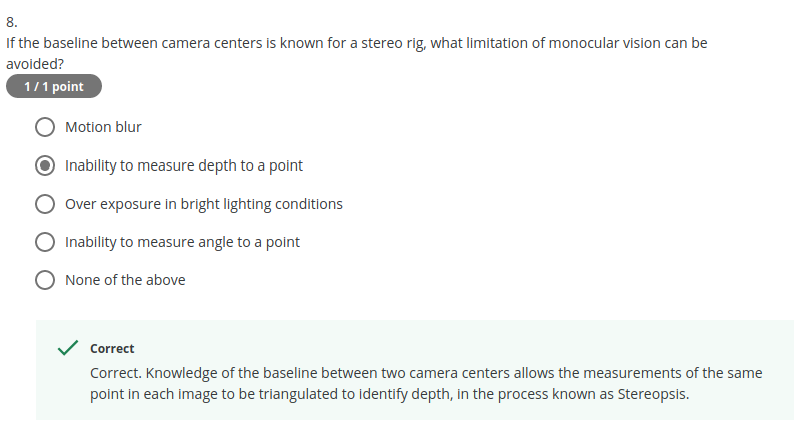 8.
If the baseline between camera centers is known for a stereo rig, what limitation of monocular vision can be
avoided?
1 / 1 point
Motion blur
Inability to measure depth to a point
Over exposure in bright lighting conditions
Inability to measure angle to a point
None of the above
Correct
Correct. Knowledge of the baseline between two camera centers allows the measurements of the same
point in each image to be triangulated to identify depth, in the process known as Stereopsis.